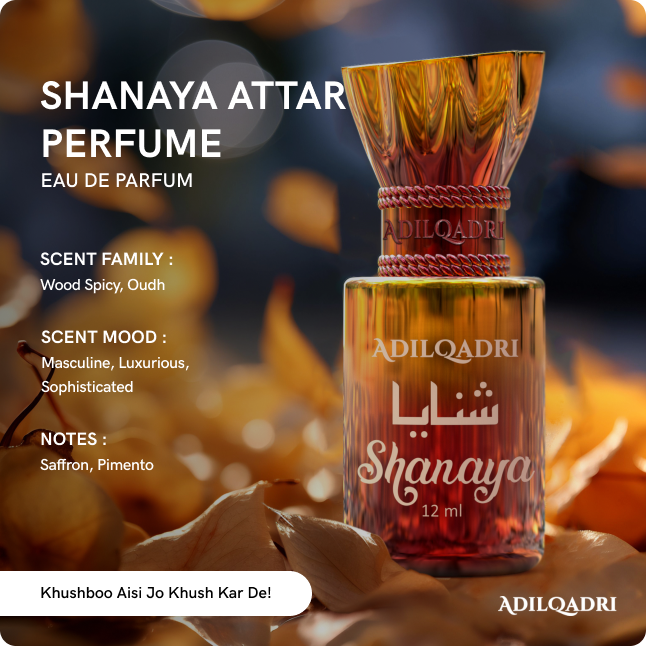 SHANAYA ATTAR
PERFUME
EAU DE PARFUM
SCENT FAMILY :
Wood Spicy, Oudh
SCENT MOOD :
Masculine, Luxurious,
Sophisticated
NOTES :
Saffron, Pimento
Khushboo Aisi Jo Khush Kar De!
ADILQADRI
ADILQADRI
شنايا
Shanaya
12 ml
ADILQADRI